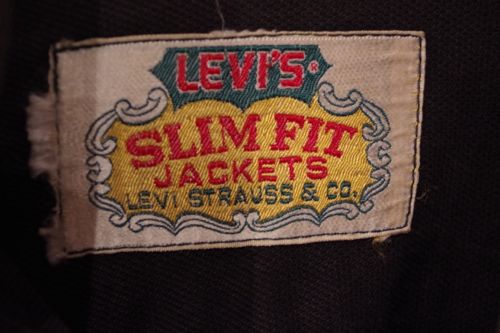 LEVI'S®
SLIM FIT
JACKETS
LEVI STRAUSS & CO.